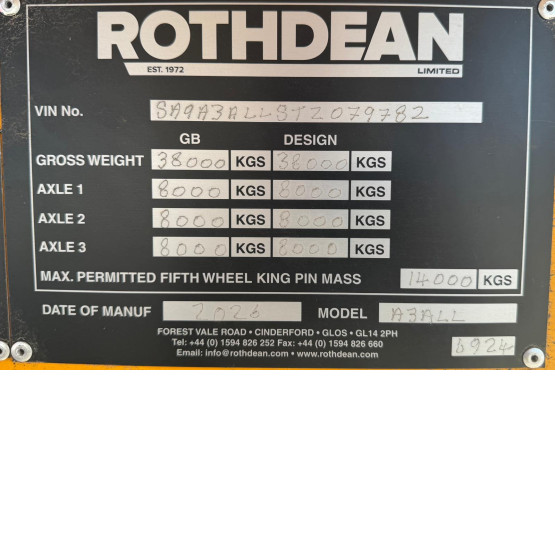 ROTHDEAN
EST. 1972 LIMITED
VIN No. SA9A3ALLSTZ079782
GB DESIGN
GROSS WEIGHT 38000 KGS 38000 KGS
AXLE 1 8000 KGS 8000 KGS
AXLE 2 8000 KGS 8000 KGS
AXLE 3 8000 KGS 8000 KGS
MAX. PERMITTED FIFTH WHEEL KING PIN MASS 14000 KGS
DATE OF MANUF 2026 MODEL A3ALL
FOREST VALE ROAD • CINDERFORD • GLOS • GL14 2PH
Tel: +44 (0) 1594 826 252 Fax: +44 (0) 1594 826 660
Email: info@rothdean.com • www.rothdean.com
6924